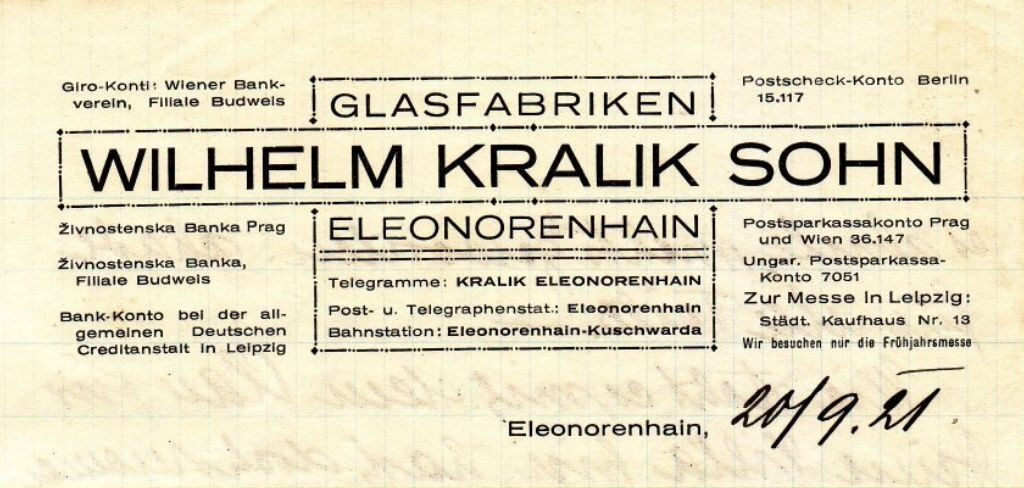 Giro-Konti: Wiener Bank-
verein, Filiale Budweis
GLASFABRIKEN
Postscheck-Konto Berlin
15.117
WILHELM KRALIK SOHN
Živnostenska Banka Prag
Živnostenska Banka,
Filiale Budweis
Bank-Konto bei der all-
gemeinen Deutschen
Creditanstalt in Leipzig
ELEONORENHAIN
Telegramme: KRALIK ELEONORENHAIN
Post- u. Telegraphenstat.: Eleonorenhain
Bahnstation: Eleonorenhain-Kuschwarda
Postsparkassakonto Prag
und Wien 36.147
Ungar. Postsparkassa-
Konto 7051
Zur Messe in Leipzig:
Städt. Kaufhaus Nr. 13
Wir besuchen nur die Frühjahrsmesse
Eleonorenhain, 20/9.21.